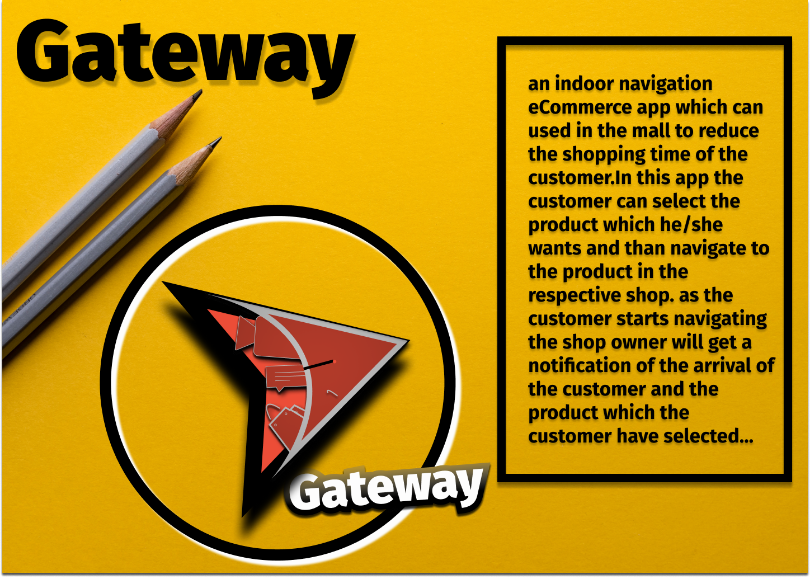 Gateway
an indoor navigation
eCommerce app which can
used in the mall to reduce
the shopping time of the
customer.In this app the
customer can select the
product which he/she
wants and than navigate to
the product in the
respective shop. as the
customer starts navigating
the shop owner will get a
notification of the arrival of
the customer and the
product which the
customer have selected...
Gateway